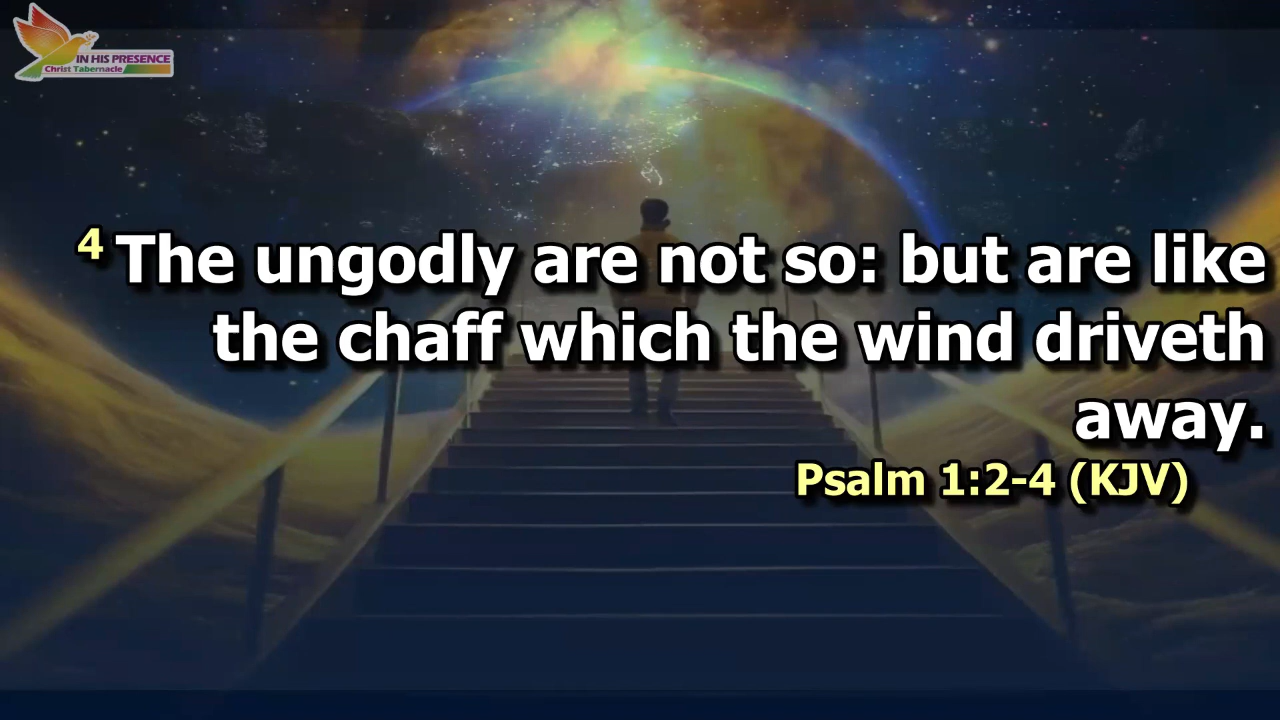 IN HIS PRESENCE
Christ Tabernacle
4 The ungodly are not so: but are like
the chaff which the wind driveth
away.
Psalm 1:2-4 (KJV)